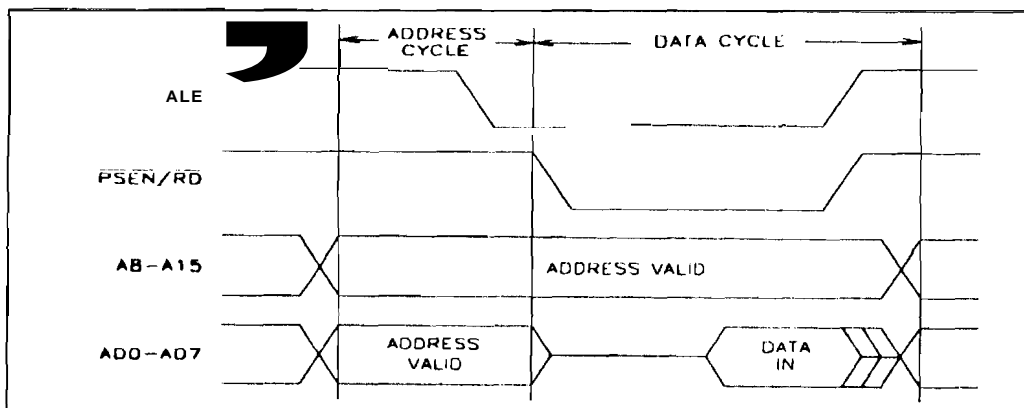 ADDRESS
CYCLE
DATA CYCLE
ALE
PSEN/RD
A8-A15
ADDRESS VALID
AD0-AD7
ADDRESS
VALID
DATA
IN